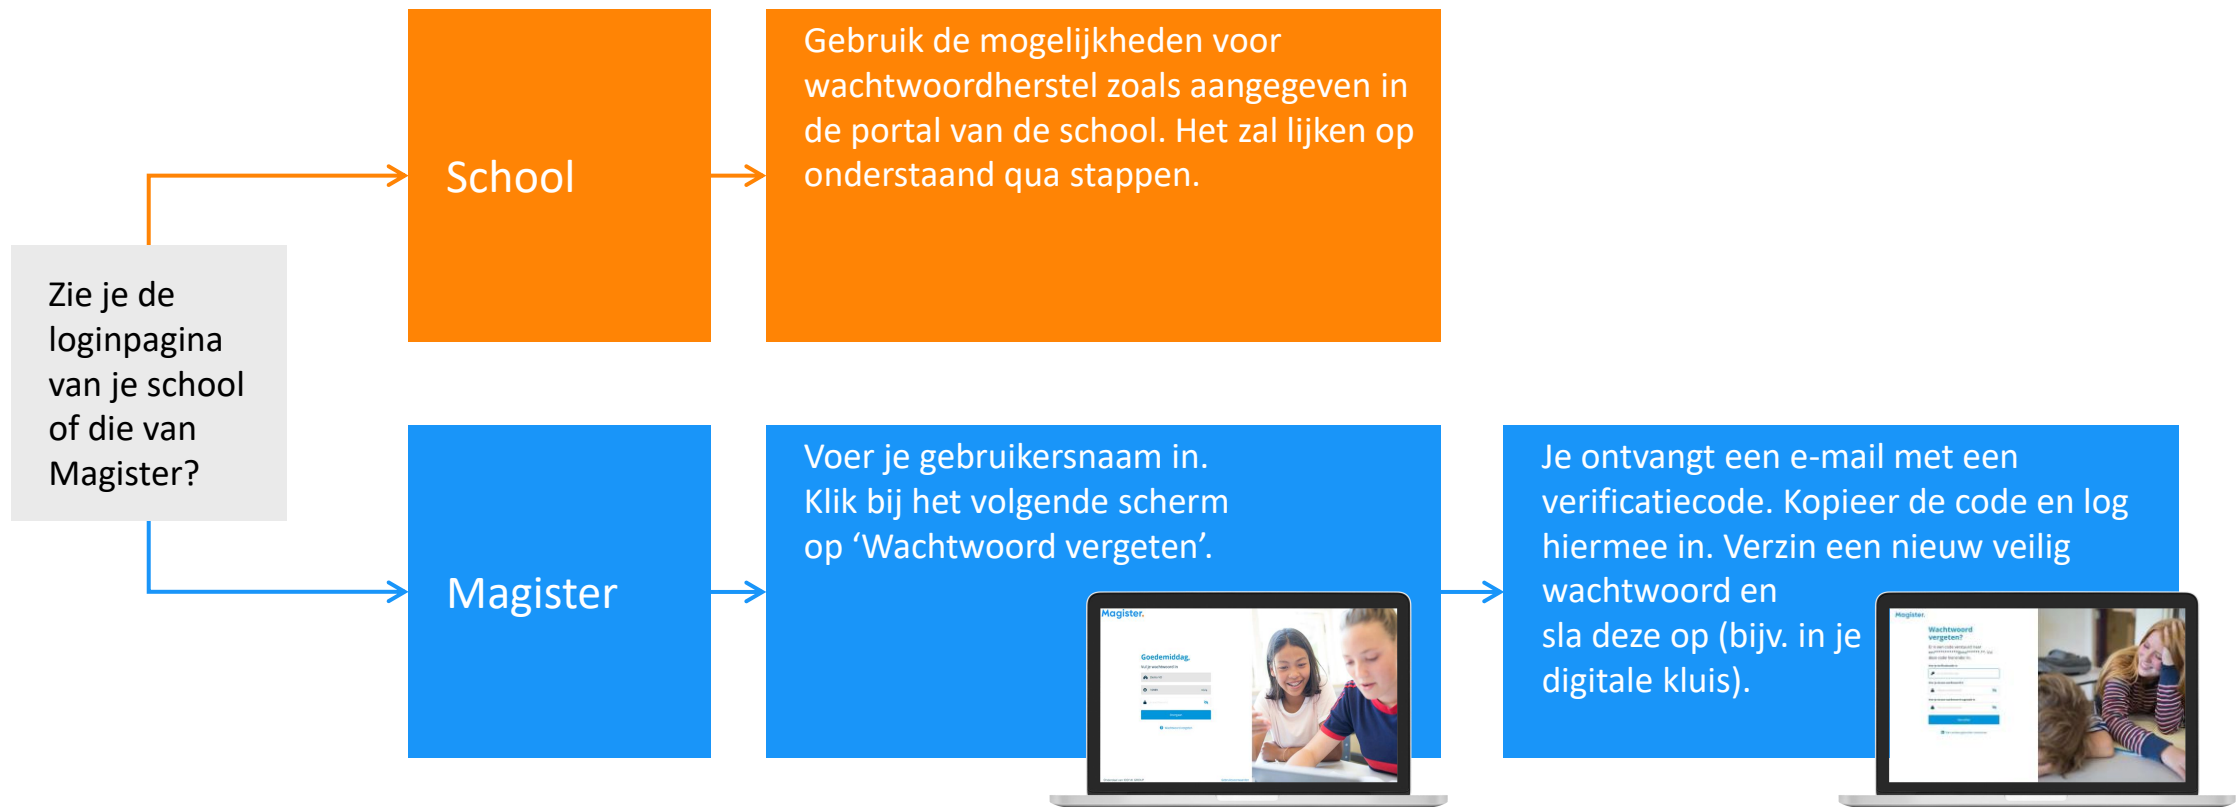 Zie je de
loginpagina
van je school
of die van
Magister?
School
Gebruik de mogelijkheden voor
wachtwoordherstel zoals aangegeven in
de portal van de school. Het zal lijken op
onderstaand qua stappen.
Magister
Voer je gebruikersnaam in.
Klik bij het volgende scherm
op ‘Wachtwoord vergeten’.
Magister.
Goedemiddag,
Vul je wachtwoord in
Je ontvangt een e-mail met een
verificatiecode. Kopieer de code en log
hiermee in. Verzin een nieuw veilig
wachtwoord en
sla deze op (bijv. in je
digitale kluis).
Magister.
Wachtwoord
vergeten?